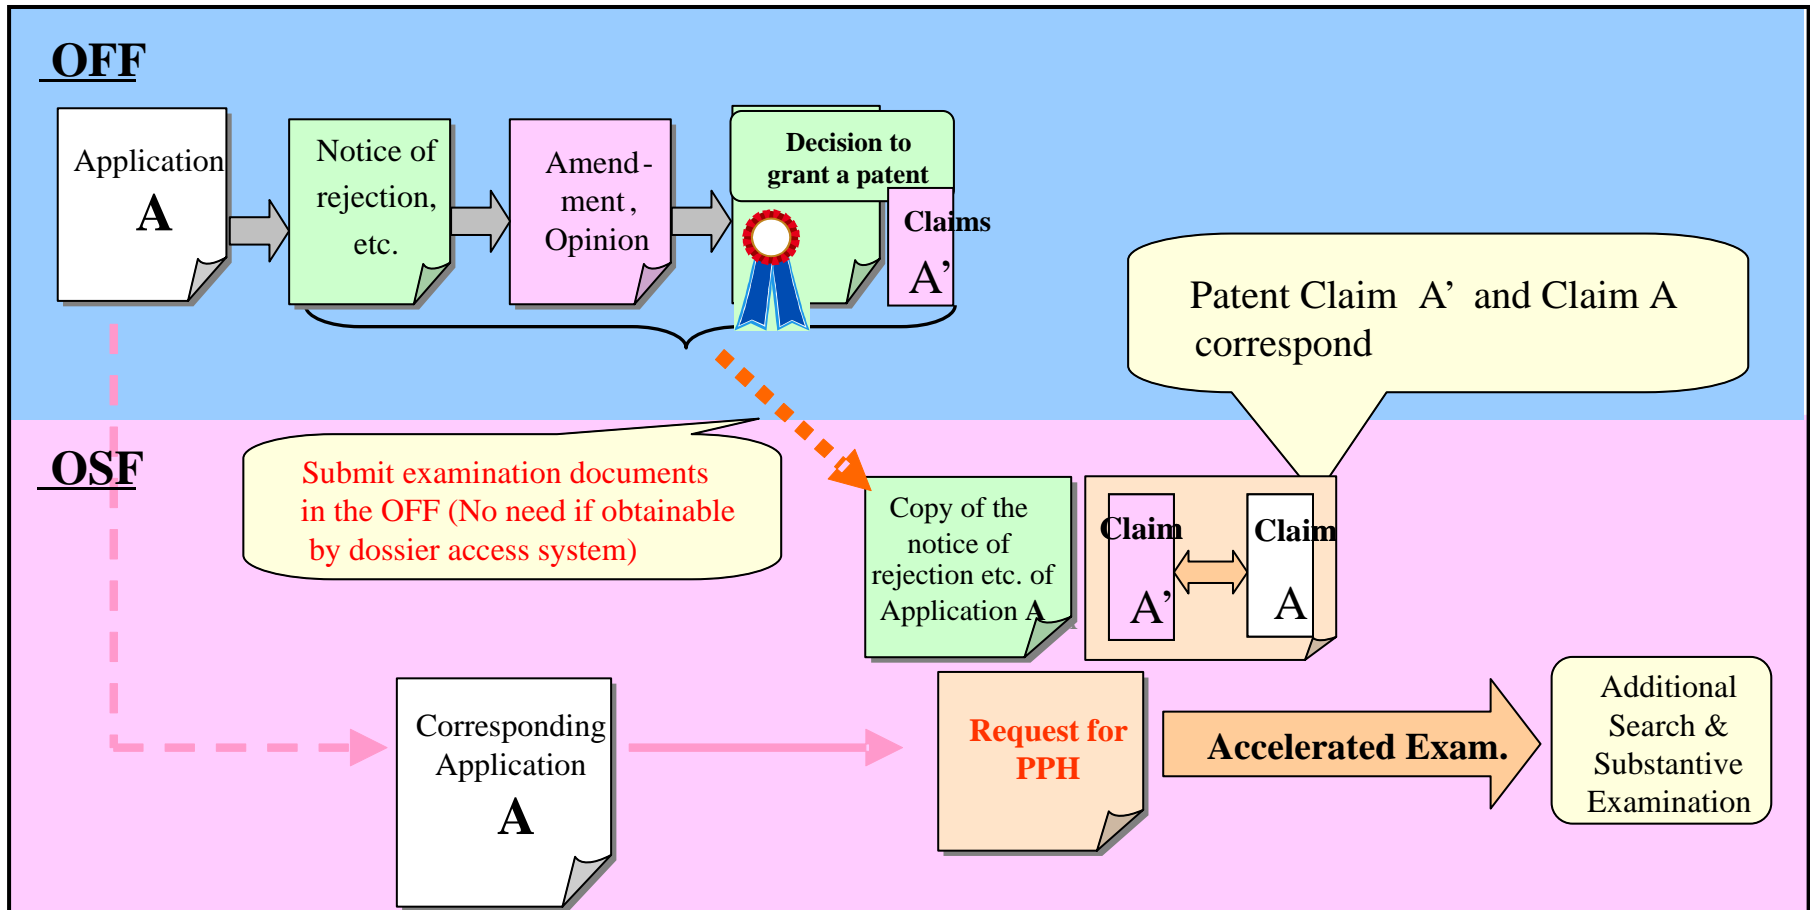 OFF
Application
A
Notice of
rejection,
etc.
Amend-
ment,
Opinion
Decision to
grant a patent
Claims
A’
Patent Claim A’ and Claim A
correspond
OSF
Submit examination documents
in the OFF (No need if obtainable
by dossier access system)
Copy of the
notice of
rejection etc. of
Application A
Claim
A’
Claim
A
Corresponding
Application
A
Request for
PPH
Accelerated Exam.
Additional
Search &
Substantive
Examination